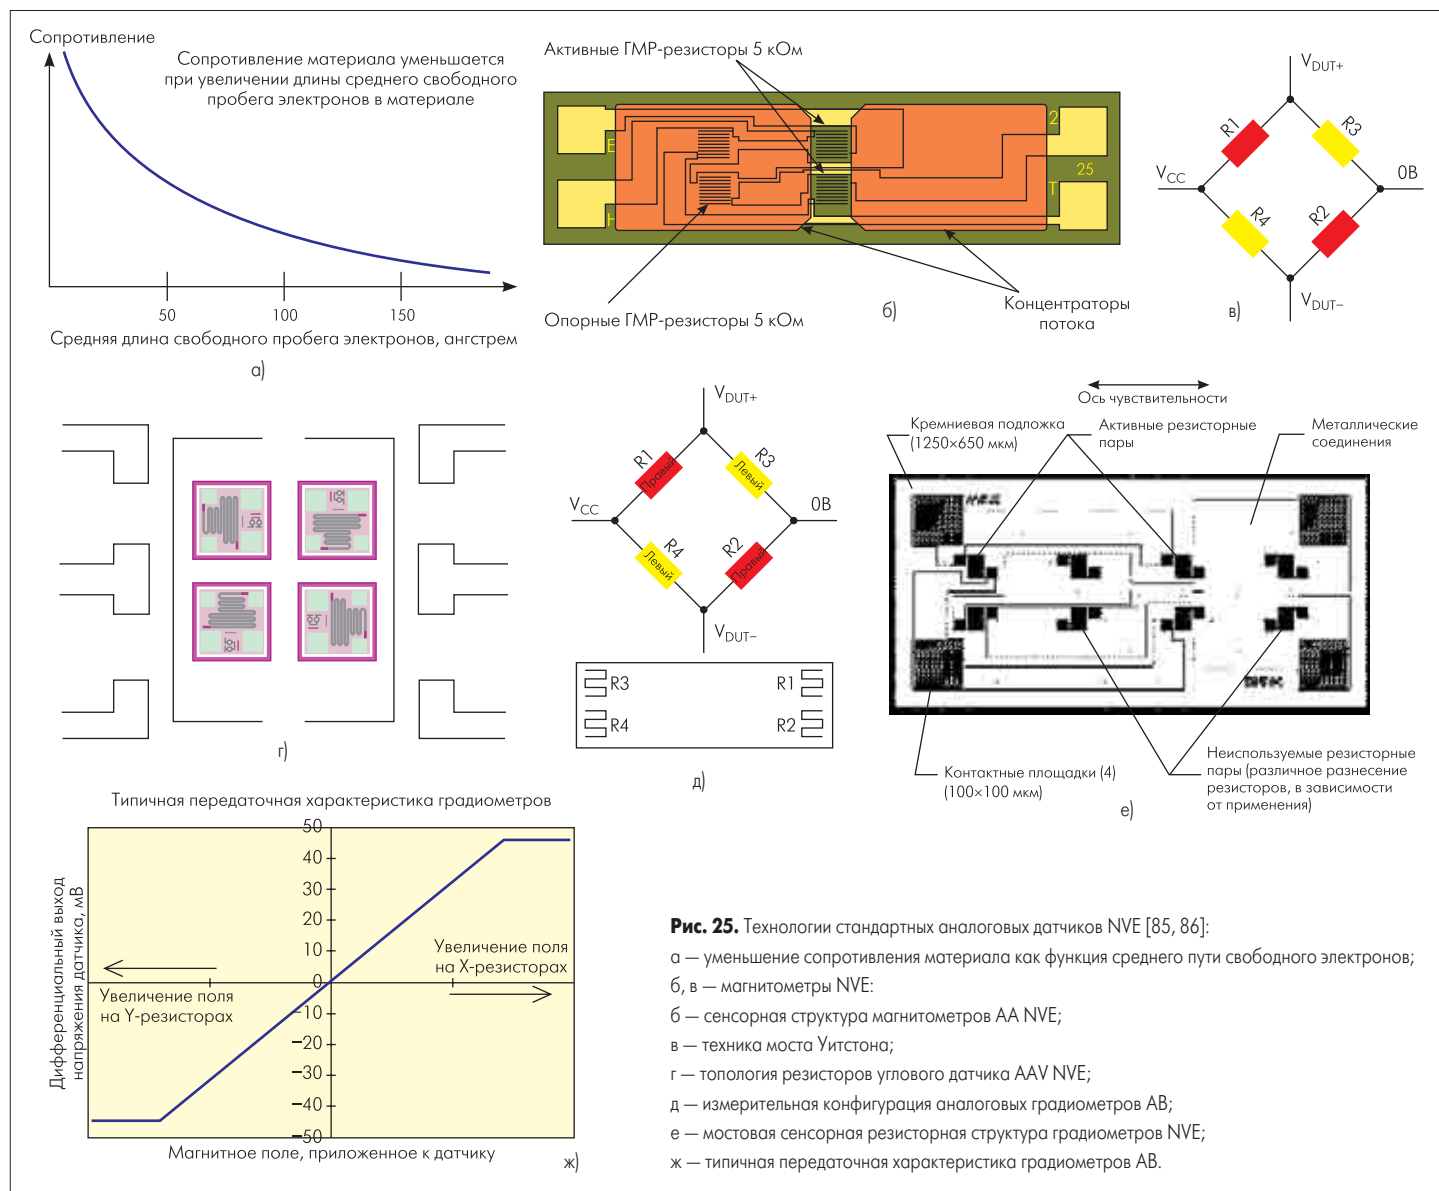 Сопротивление
Сопротивление материала уменьшается
при увеличении длины среднего свободного
пробега электронов в материале
50
100
150
Средняя длина свободного пробега электронов, ангстрем
а)
Активные ГМР-резисторы 5 кОм
E
H
2
25
T
Опорные ГМР-резисторы 5 кОм
Концентраторы
потока
б)
VDUT+
R1
R3
VCC
0В
R4
R2
VDUT–
в)
г)
VDUT+
R1
Правый
R3
Левый
VCC
0В
R4
Левый
R2
Правый
VDUT–
R3
R1
R4
R2
д)
Ось чувствительности
Кремниевая подложка
(1250×650 мкм)
Активные резисторные
пары
Металлические
соединения
Контактные площадки (4)
(100×100 мкм)
Неиспользуемые резисторные
пары (различное разнесение
резисторов, в зависимости
от применения)
е)
Типичная передаточная характеристика градиометров
Дифференциальный выход
напряжения датчика, мВ
50
40
30
20
10
0
–10
–20
–30
–40
–50
Увеличение поля
на X-резисторах
Увеличение поля
на Y-резисторах
Магнитное поле, приложенное к датчику
ж)
Рис. 25. Технологии стандартных аналоговых датчиков NVE [85, 86]:
а — уменьшение сопротивления материала как функция среднего пути свободного электронов;
б, в — магнитометры NVE:
б — сенсорная структура магнитометров AA NVE;
в — техника моста Уитстона;
г — топология резисторов углового датчика AAV NVE;
д — измерительная конфигурация аналоговых градиометров AB;
е — мостовая сенсорная резисторная структура градиометров NVE;
ж — типичная передаточная характеристика градиометров AB.